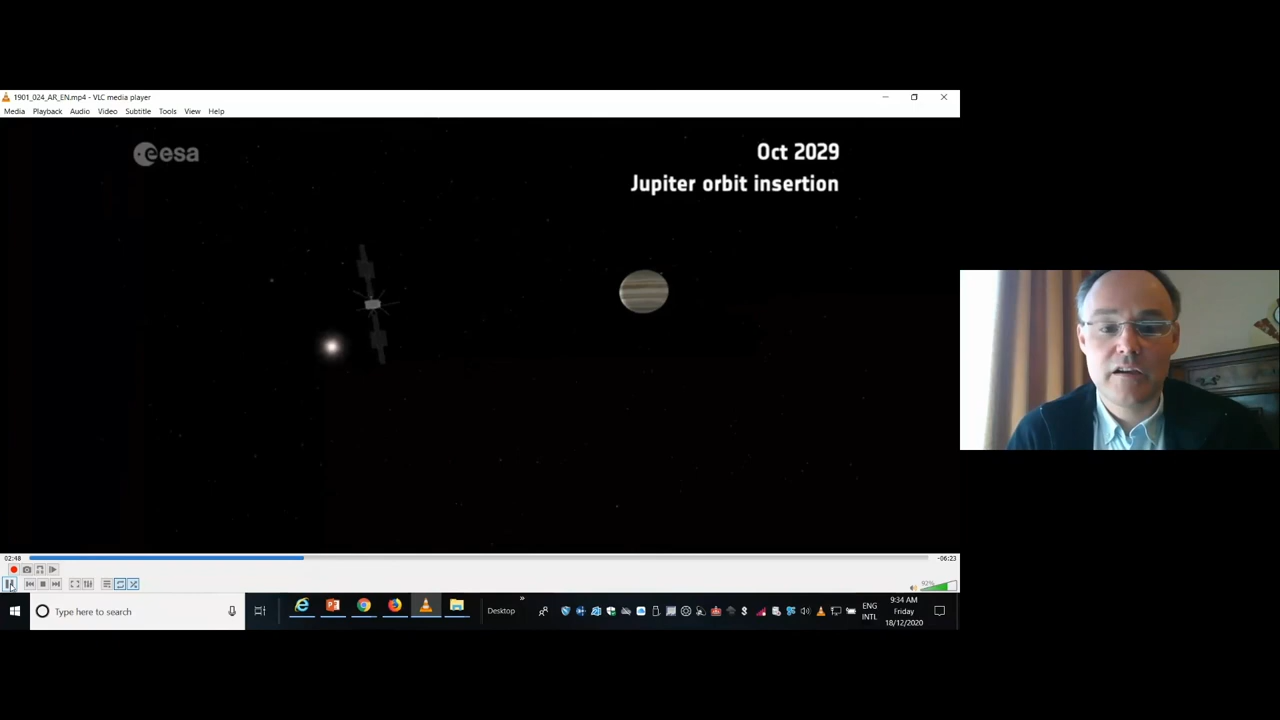 1901_024_AR_EN.mp4 - VLC media player
Media Playback Audio Video Subtitle Tools View Help
esa
Oct 2029
Jupiter orbit insertion
02:48
-06:23
92%
Type here to search
Desktop
ENG
INTL
9:34 AM
Friday
18/12/2020